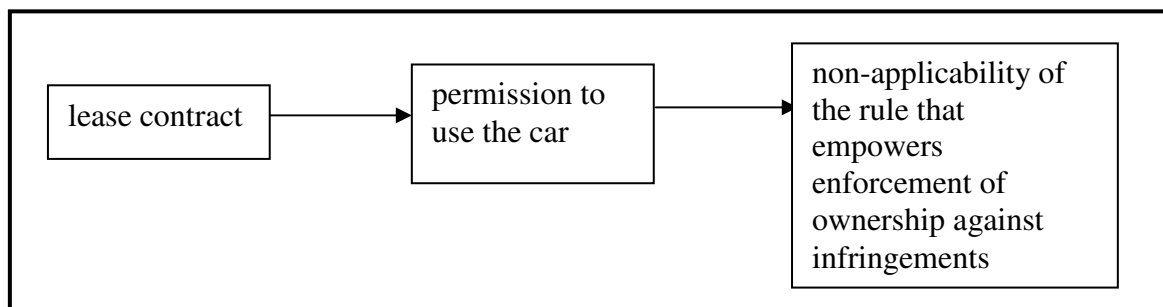 lease contract
permission to
use the car
non-applicability of
the rule that
empowers
enforcement of
ownership against
infringements